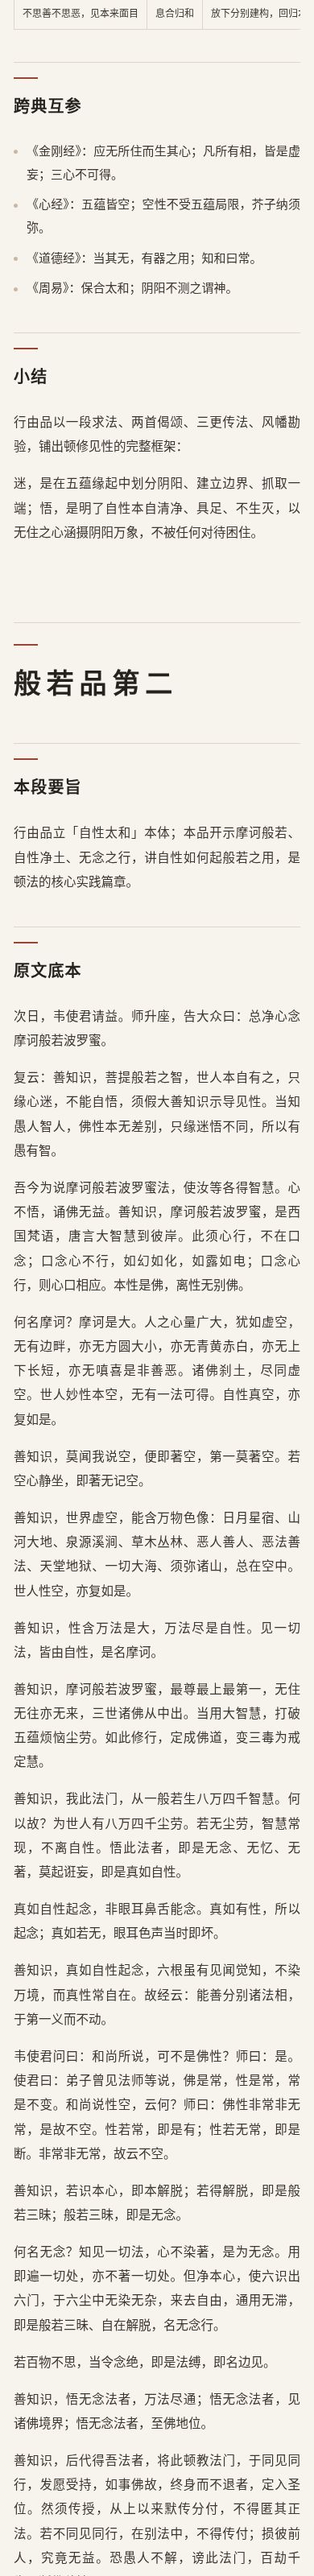 不思善不思恶，见本来面目 息合归和 放下分别建构，回归本
跨典互参
《金刚经》：应无所住而生其心；凡所有相，皆是虚
妄；三心不可得。
《心经》：五蕴皆空；空性不受五蕴局限，芥子纳须
弥。
《道德经》：当其无，有器之用；知和曰常。
《周易》：保合太和；阴阳不测之谓神。
小结
行由品以一段求法、两首偈颂、三更传法、风幡勘
验，铺出顿修见性的完整框架：
迷，是在五蕴缘起中划分阴阳、建立边界、抓取一
端；悟，是明了自性本自清净、具足、不生灭，以
无住之心涵摄阴阳万象，不被任何对待困住。
般若品第二
本段要旨
行由品立「自性太和」本体；本品开示摩诃般若、
自性净土、无念之行，讲自性如何起般若之用，是
顿法的核心实践篇章。
原文底本
次日，韦使君请益。师升座，告大众曰：总净心念
摩诃般若波罗蜜。
复云：善知识，菩提般若之智，世人本自有之，只
缘心迷，不能自悟，须假大善知识示导见性。当知
愚人智人，佛性本无差别，只缘迷悟不同，所以有
愚有智。
吾今为说摩诃般若波罗蜜法，使汝等各得智慧。心
不悟，诵佛无益。善知识，摩诃般若波罗蜜，是西
国梵语，唐言大智慧到彼岸。此须心行，不在口
念；口念心不行，如幻如化，如露如电；口念心
行，则心口相应。本性是佛，离性无别佛。
何名摩诃？摩诃是大。人之心量广大，犹如虚空，
无有边畔，亦无方圆大小，亦无青黄赤白，亦无上
下长短，亦无嗔喜是非善恶。诸佛刹土，尽同虚
空。世人妙性本空，无有一法可得。自性真空，亦
复如是。
善知识，莫闻我说空，便即著空，第一莫著空。若
空心静坐，即著无记空。
善知识，世界虚空，能含万物色像：日月星宿、山
河大地、泉源溪涧、草木丛林、恶人善人、恶法善
法、天堂地狱、一切大海、须弥诸山，总在空中。
世人性空，亦复如是。
善知识，性含万法是大，万法尽是自性。见一切
法，皆由自性，是名摩诃。
善知识，摩诃般若波罗蜜，最尊最上最第一，无住
无往亦无来，三世诸佛从中出。当用大智慧，打破
五蕴烦恼尘劳。如此修行，定成佛道，变三毒为戒
定慧。
善知识，我此法门，从一般若生八万四千智慧。何
以故？为世人有八万四千尘劳。若无尘劳，智慧常
现，不离自性。悟此法者，即是无念、无忆、无
著，莫起诳妄，即是真如自性。
真如自性起念，非眼耳鼻舌能念。真如有性，所以
起念；真如若无，眼耳色声当时即坏。
善知识，真如自性起念，六根虽有见闻觉知，不染
万境，而真性常自在。故经云：能善分别诸法相，
于第一义而不动。
韦使君问曰：和尚所说，可不是佛性？师曰：是。
使君曰：弟子曾见法师等说，佛是常，性是常，常
是不变。和尚说性空，云何？师曰：佛性非常非无
常，是故不空。性若常，即是有；性若无常，即是
断。非常非无常，故云不空。
善知识，若识本心，即本解脱；若得解脱，即是般
若三昧；般若三昧，即是无念。
何名无念？知见一切法，心不染著，是为无念。用
即遍一切处，亦不著一切处。但净本心，使六识出
六门，于六尘中无染无杂，来去自由，通用无滞，
即是般若三昧、自在解脱，名无念行。
若百物不思，当令念绝，即是法缚，即名边见。
善知识，悟无念法者，万法尽通；悟无念法者，见
诸佛境界；悟无念法者，至佛地位。
善知识，后代得吾法者，将此顿教法门，于同见同
行，发愿受持，如事佛故，终身而不退者，定入圣
位。然须传授，从上以来默传分付，不得匿其正
法。若不同见同行，在别法中，不得传付；损彼前
人，究竟无益。恐愚人不解，谤此法门，百劫千